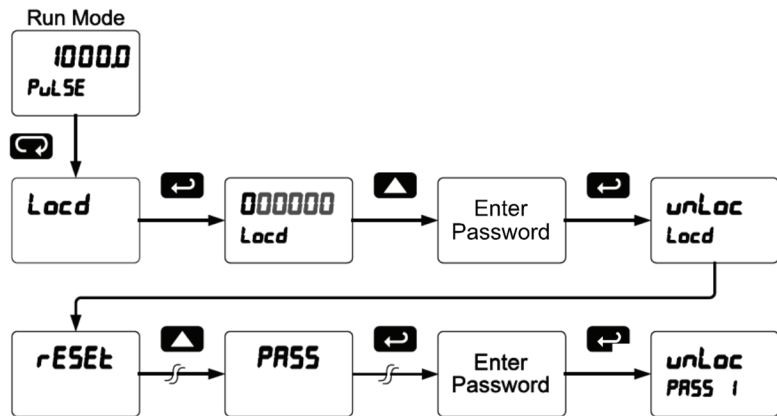 Run Mode
1000.0
PuLSE
Locd
000000
Locd
Enter
Password
unLoc
Locd
rESEt
PASS
Enter
Password
unLoc
PASS 1